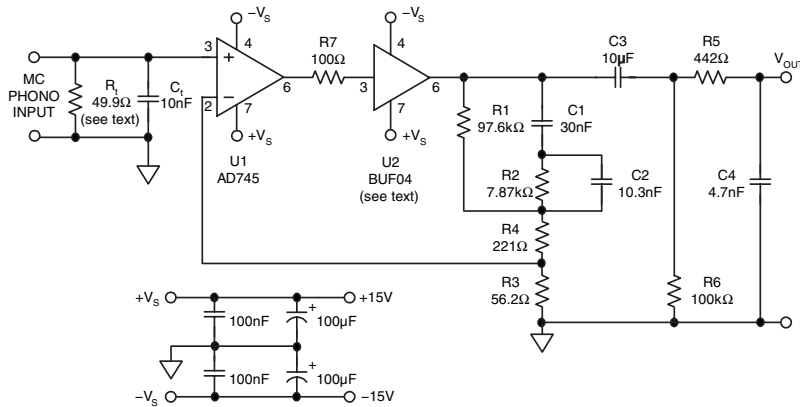 −VS
4
3
+
2
−
6
7
+VS
U1
AD745
MC
PHONO
INPUT
Rt
49.9Ω
(see text)
Ct
10nF
R7
100Ω
−VS
4
3
6
7
+VS
U2
BUF04
(see text)
R1
97.6kΩ
C1
30nF
R2
7.87kΩ
C2
10.3nF
R4
221Ω
R3
56.2Ω
C3
10µF
R5
442Ω
VOUT
C4
4.7nF
R6
100kΩ
+VS
+15V
100nF
+
100µF
100nF
+
100µF
−VS
−15V